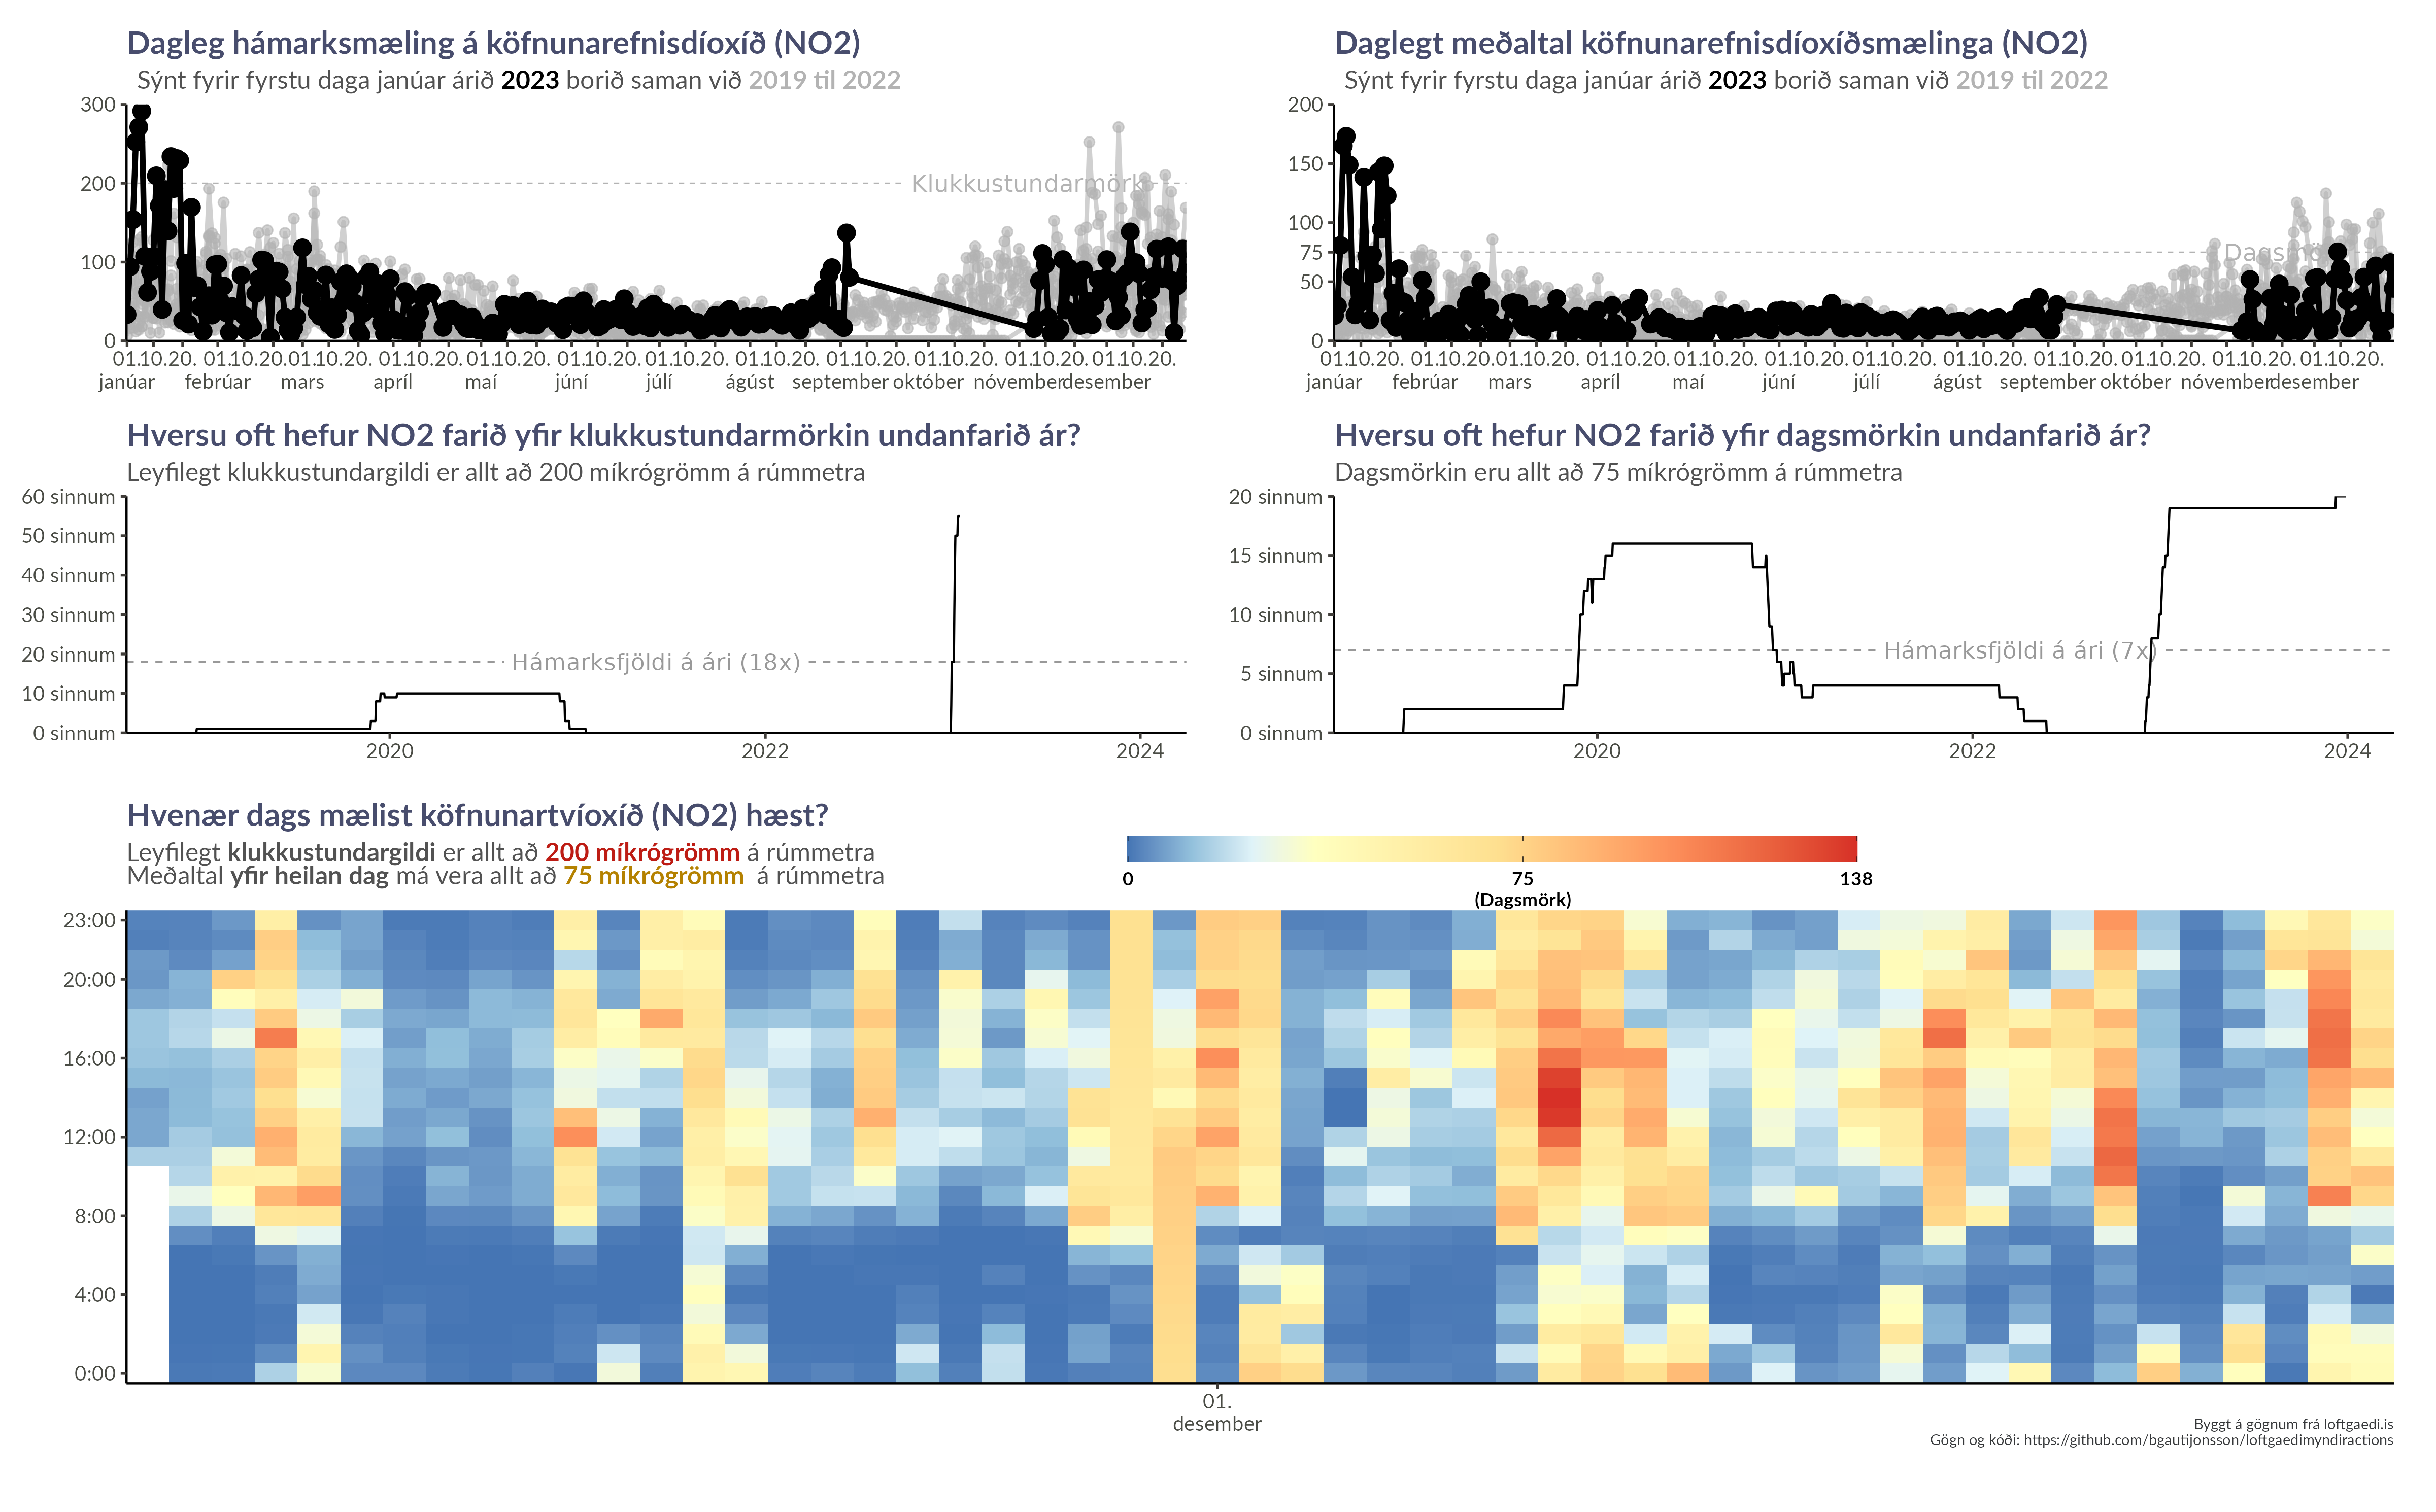 Dagleg hámarksmæling á köfnunarefnisdíoxíð (NO2)
Sýnt fyrir fyrstu daga janúar árið 2023 borið saman við 2019 til 2022
300
200
100
0
Klukkustundarmörk
01.10.20. 01.10.20. 01.10.20. 01.10.20. 01.10.20. 01.10.20. 01.10.20. 01.10.20. 01.10.20. 01.10.20. 01.10.20. 01.10.20.
janúar febrúar mars apríl maí júní júlí ágúst september október nóvember desember
Daglegt meðaltal köfnunarefnisdíoxíðsmælinga (NO2)
Sýnt fyrir fyrstu daga janúar árið 2023 borið saman við 2019 til 2022
200
150
100
75
50
0
Dagsmörk
01.10.20. 01.10.20. 01.10.20. 01.10.20. 01.10.20. 01.10.20. 01.10.20. 01.10.20. 01.10.20. 01.10.20. 01.10.20. 01.10.20.
janúar febrúar mars apríl maí júní júlí ágúst september október nóvember desember
Hversu oft hefur NO2 farið yfir klukkustundarmörkin undanfarið ár?
Leyfilegt klukkustundargildi er allt að 200 míkrógrömm á rúmmetra
60 sinnum
50 sinnum
40 sinnum
30 sinnum
20 sinnum
10 sinnum
0 sinnum
Hámarksfjöldi á ári (18x)
2020 2022 2024
Hversu oft hefur NO2 farið yfir dagsmörkin undanfarið ár?
Dagsmörkin eru allt að 75 míkrógrömm á rúmmetra
20 sinnum
15 sinnum
10 sinnum
5 sinnum
0 sinnum
Hámarksfjöldi á ári (7x)
2020 2022 2024
Hvenær dags mælist köfnunartvíoxíð (NO2) hæst?
Leyfilegt klukkustundargildi er allt að 200 míkrógrömm á rúmmetra
Meðaltal yfir heilan dag má vera allt að 75 míkrógrömm á rúmmetra
0 75 138
(Dagsmörk)
23:00
20:00
16:00
12:00
8:00
4:00
0:00
01.
desember
Byggt á gögnum frá loftgaedi.is
Gögn og kóði: https://github.com/bgautijonsson/loftgaedimyndiractions